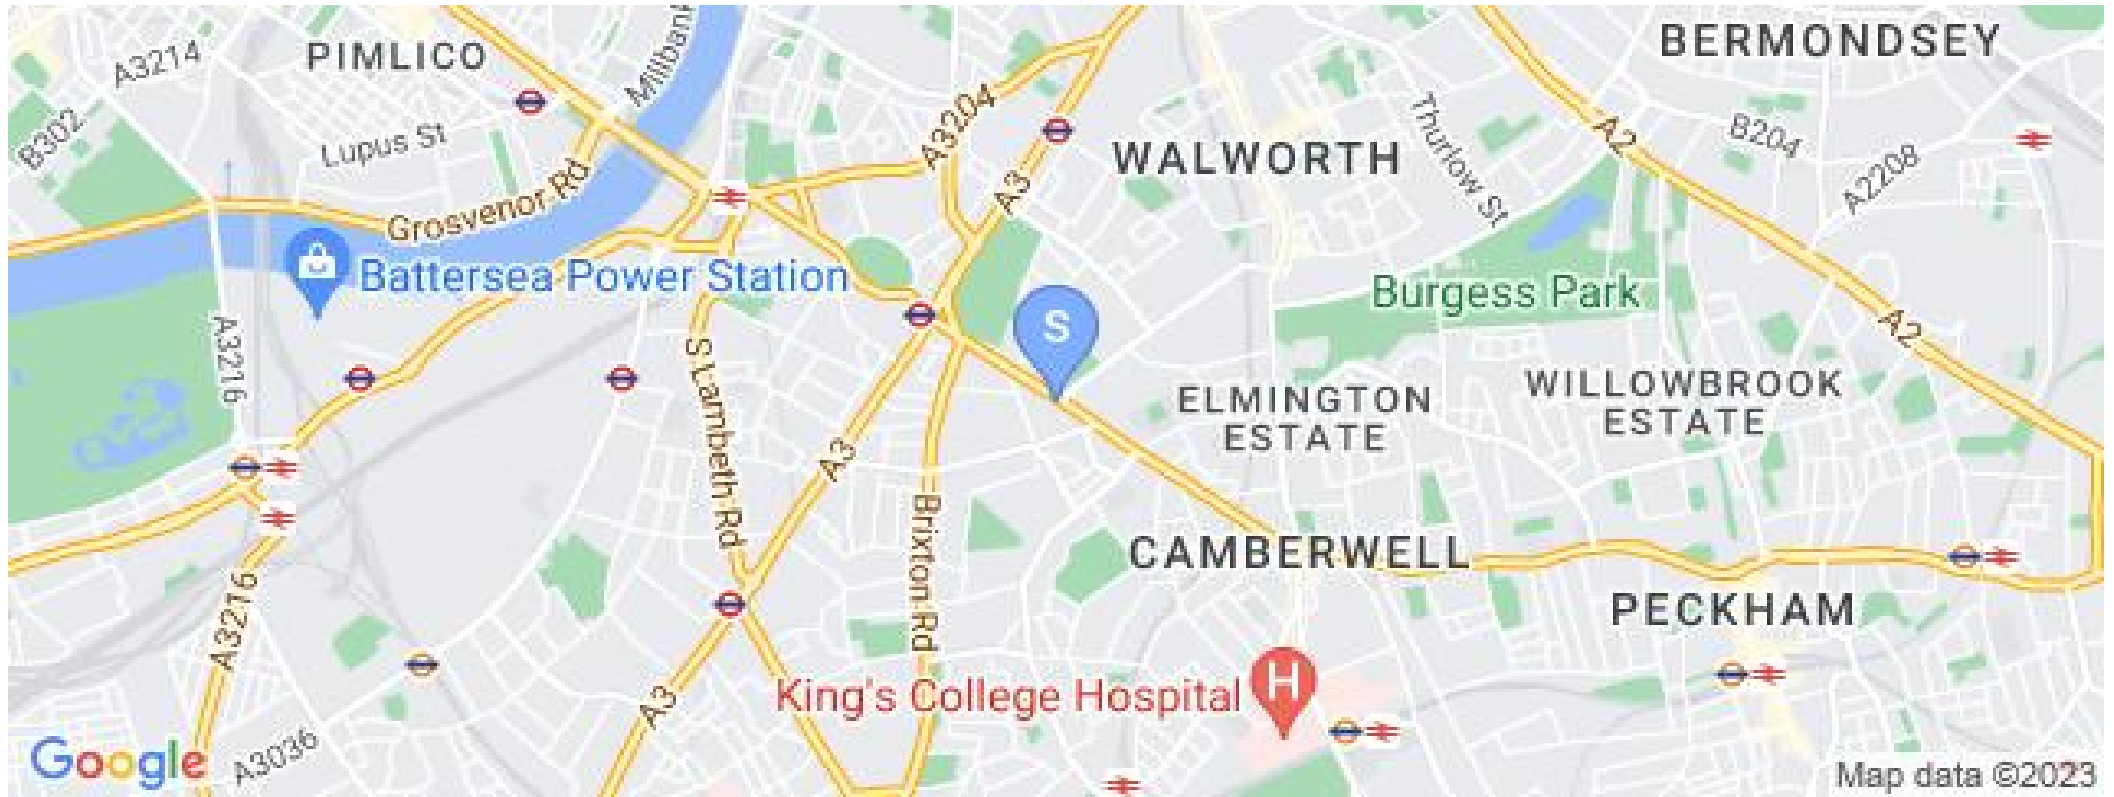 PIMLICO
A3214
B302
Lupus St
Millbank
Grosvenor Rd
A3204
BERMONDSEY
Thurlow St
A2
B204
A2208
WALWORTH
A3
Battersea Power Station
Burgess Park
S
A2
A3216
S Lambeth Rd
ELMINGTON
ESTATE
WILLOWBROOK
ESTATE
A3
Brixton Rd
CAMBERWELL
PECKHAM
A3216
King's College Hospital
H
A3
A3036
Google
Map data ©2023